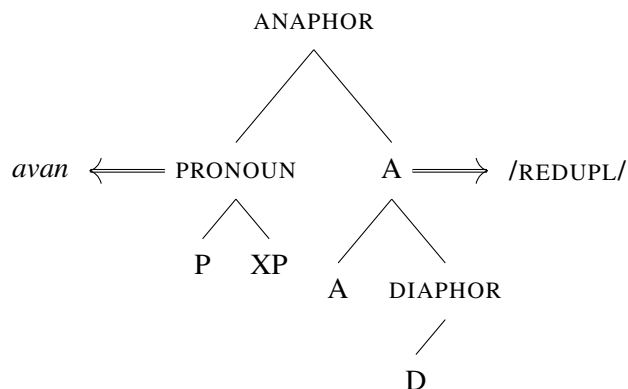 ANAPHOR
avan PRONOUN A /REDUPL/
P XP A DIAPHOR
D